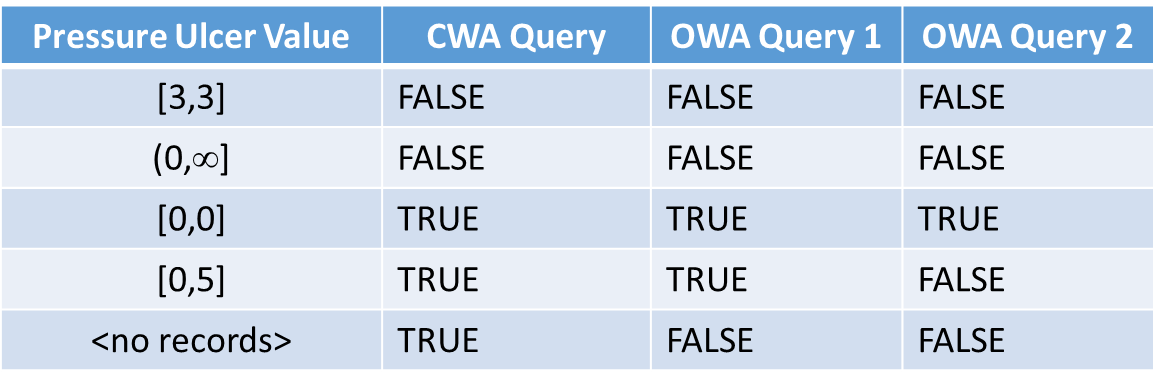 Pressure Ulcer Value CWA Query OWA Query 1 OWA Query 2
[3,3] FALSE FALSE FALSE
(0,∞] FALSE FALSE FALSE
[0,0] TRUE TRUE TRUE
[0,5] TRUE TRUE FALSE
<no records> TRUE FALSE FALSE